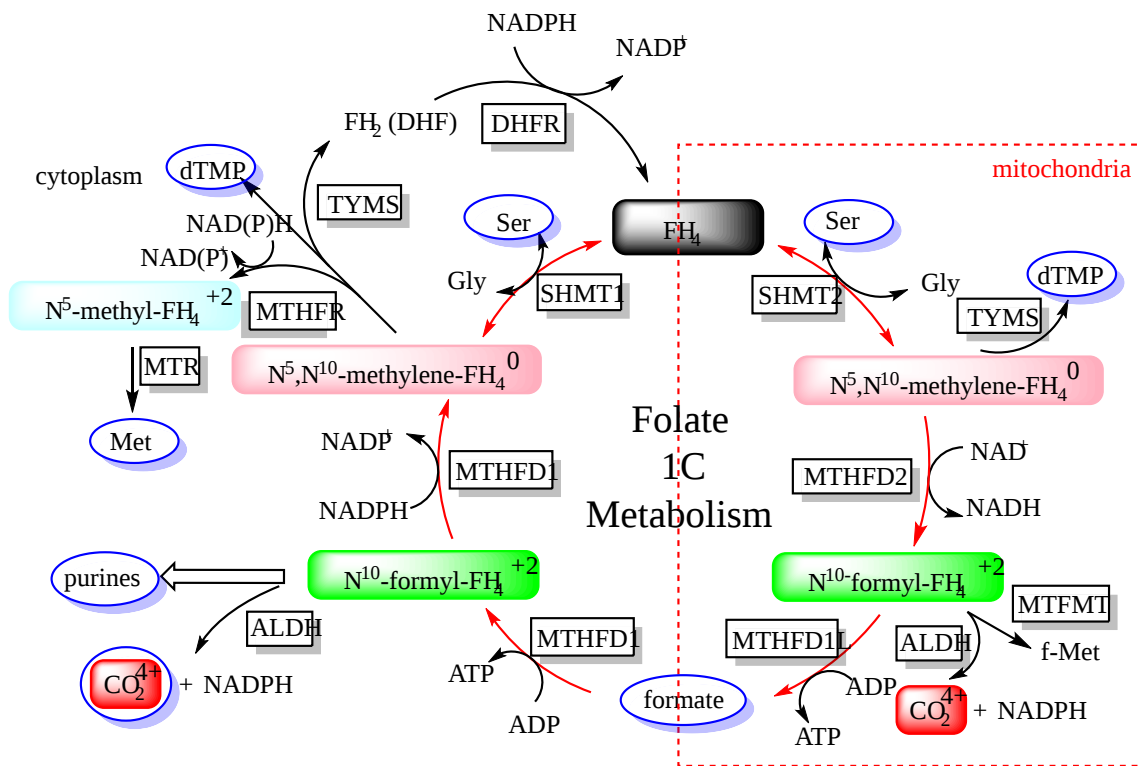 NADPH
NADP+
FH2 (DHF)
DHFR
cytoplasm
dTMP
TYMS
mitochondria
NAD(P)H
NAD(P)+
Ser
FH4
Ser
Gly
SHMT1
SHMT2
Gly
dTMP
TYMS
N5-methyl-FH4 +2
MTHFR
MTR
N5,N10-methylene-FH4 0
N5,N10-methylene-FH4 0
Met
Folate
1C
Metabolism
NADP+
MTHFD1
NADPH
MTHFD2
NAD+
NADH
purines
N10-formyl-FH4 +2
N10-formyl-FH4 +2
MTFMT
ALDH
MTHFD1
MTHFD1L
ALDH
f-Met
CO2 4+ + NADPH
ATP
ADP
formate
ADP
ATP
CO2 4+ + NADPH